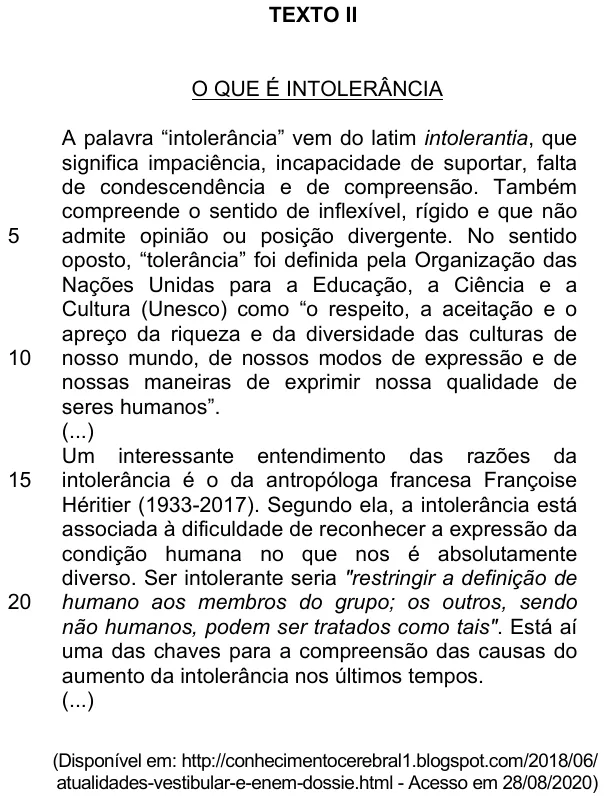 TEXTO II
O QUE É INTOLERÂNCIA
A palavra “intolerância” vem do latim intolerantia, que
significa impaciência, incapacidade de suportar, falta
de condescendência e de compreensão. Também
compreende o sentido de inflexível, rígido e que não
5 admite opinião ou posição divergente. No sentido
oposto, “tolerância” foi definida pela Organização das
Nações Unidas para a Educação, a Ciência e a
Cultura (Unesco) como “o respeito, a aceitação e o
apreço da riqueza e da diversidade das culturas de
10 nosso mundo, de nossos modos de expressão e de
nossas maneiras de exprimir nossa qualidade de
seres humanos”.
(...)
Um interessante entendimento das razões da
15 intolerância é o da antropóloga francesa Françoise
Héritier (1933-2017). Segundo ela, a intolerância está
associada à dificuldade de reconhecer a expressão da
condição humana no que nos é absolutamente
diverso. Ser intolerante seria "restringir a definição de
20 humano aos membros do grupo; os outros, sendo
não humanos, podem ser tratados como tais". Está aí
uma das chaves para a compreensão das causas do
aumento da intolerância nos últimos tempos.
(...)
(Disponível em: http://conhecimentocerebral1.blogspot.com/2018/06/
atualidades-vestibular-e-enem-dossie.html - Acesso em 28/08/2020)